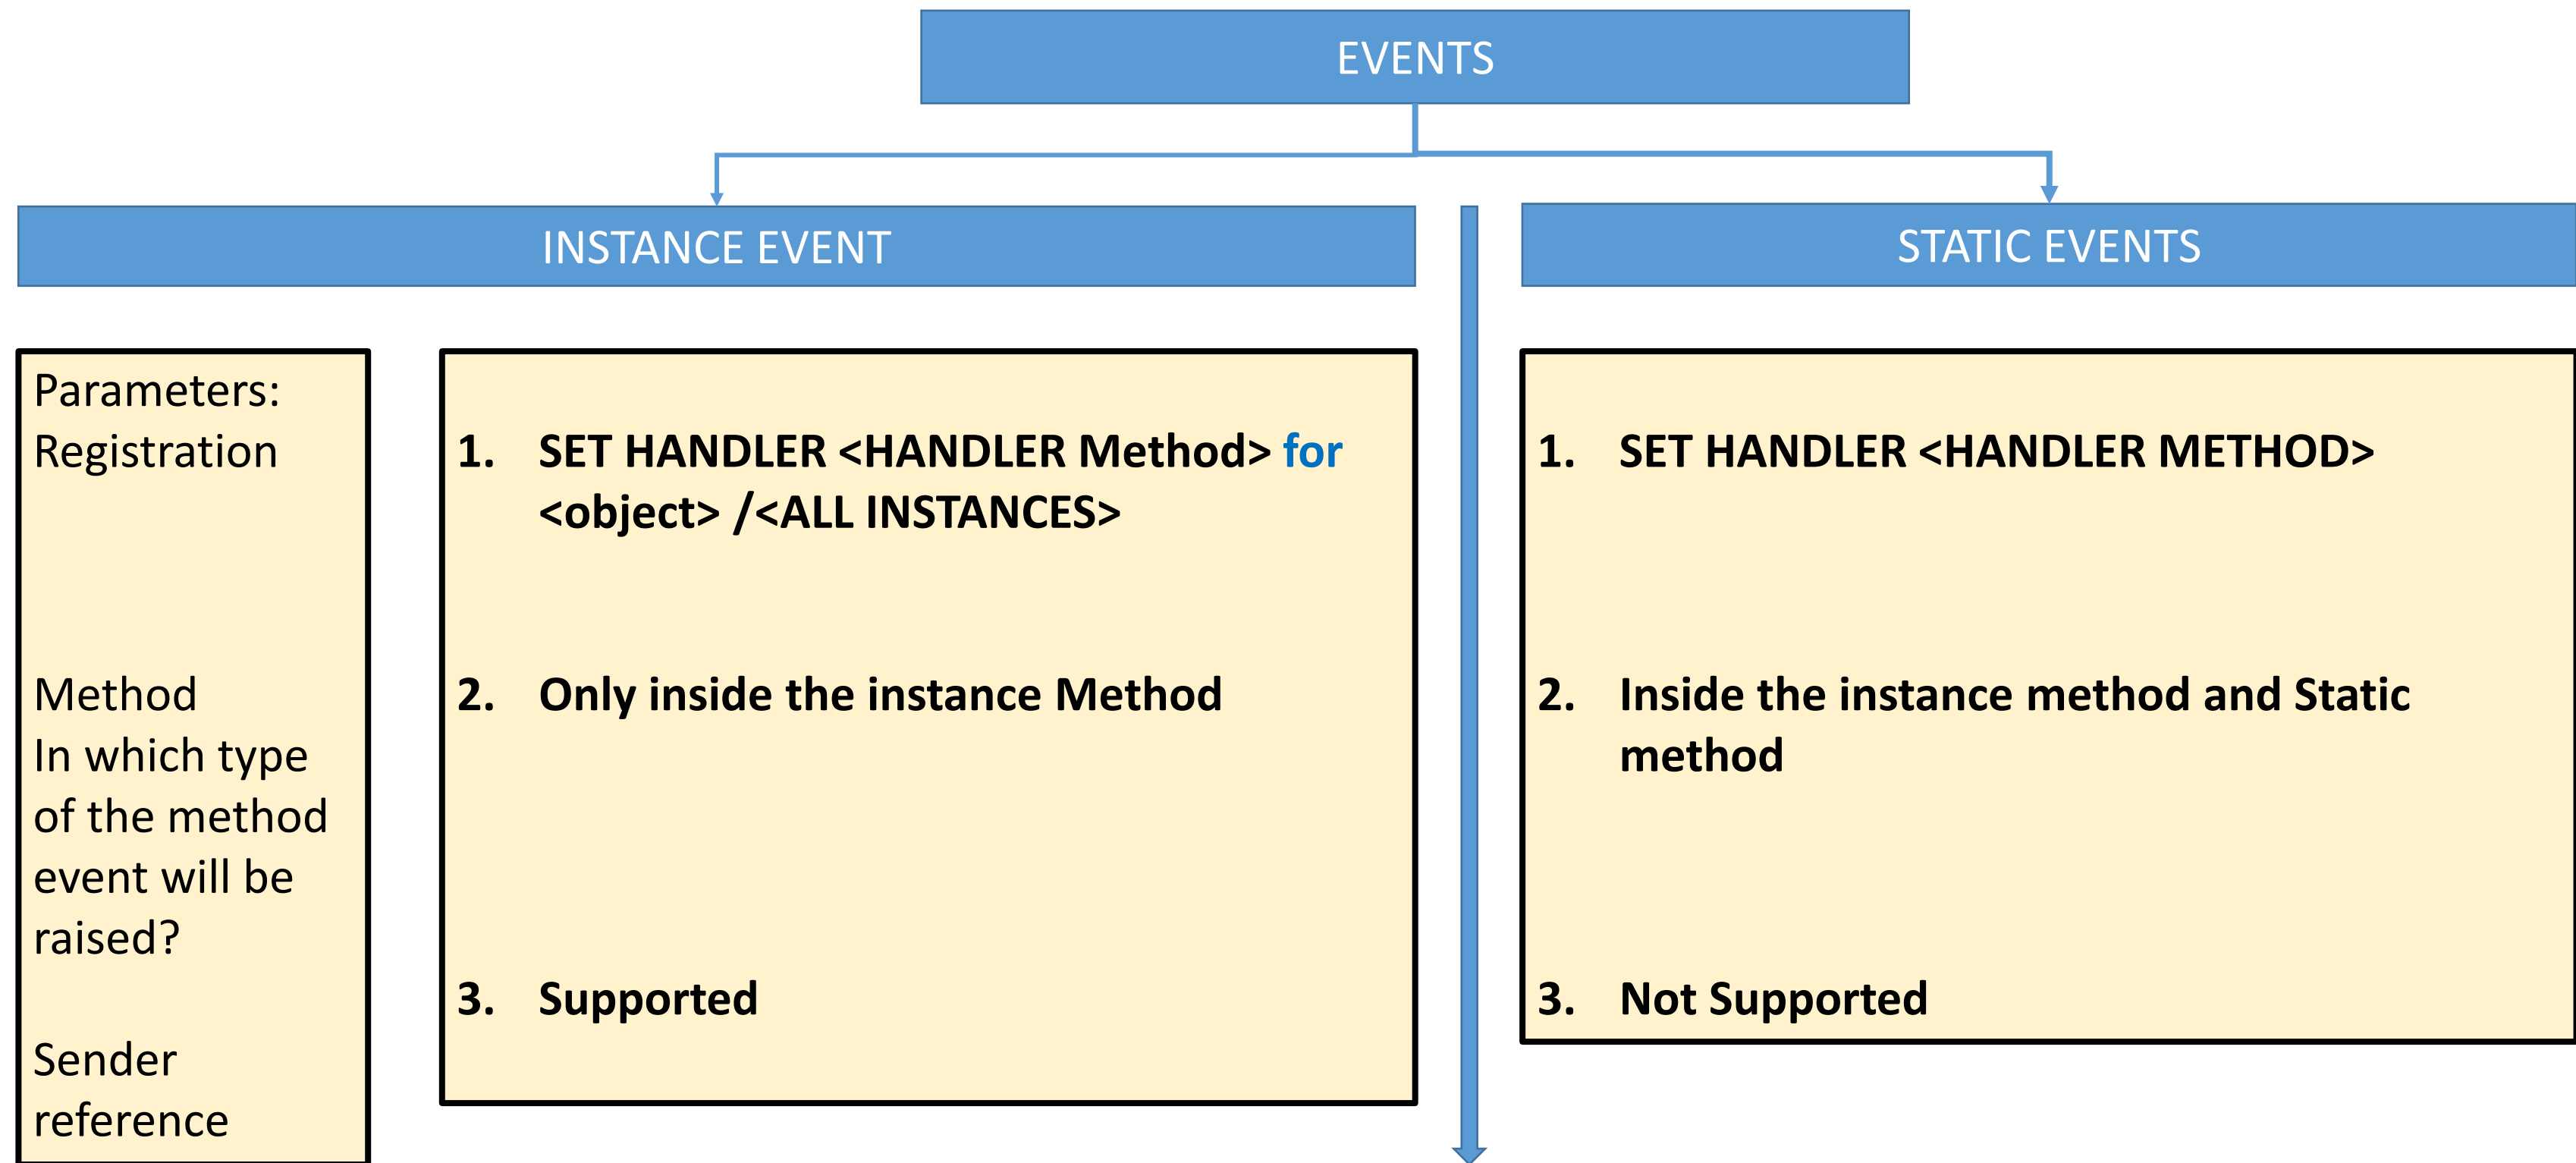 EVENTS
INSTANCE EVENT
STATIC EVENTS
Parameters:
Registration
Method
In which type
of the method
event will be
raised?
Sender
reference
1. SET HANDLER <HANDLER Method> for
<object> /<ALL INSTANCES>
2. Only inside the instance Method
3. Supported
1. SET HANDLER <HANDLER METHOD>
2. Inside the instance method and Static
method
3. Not Supported